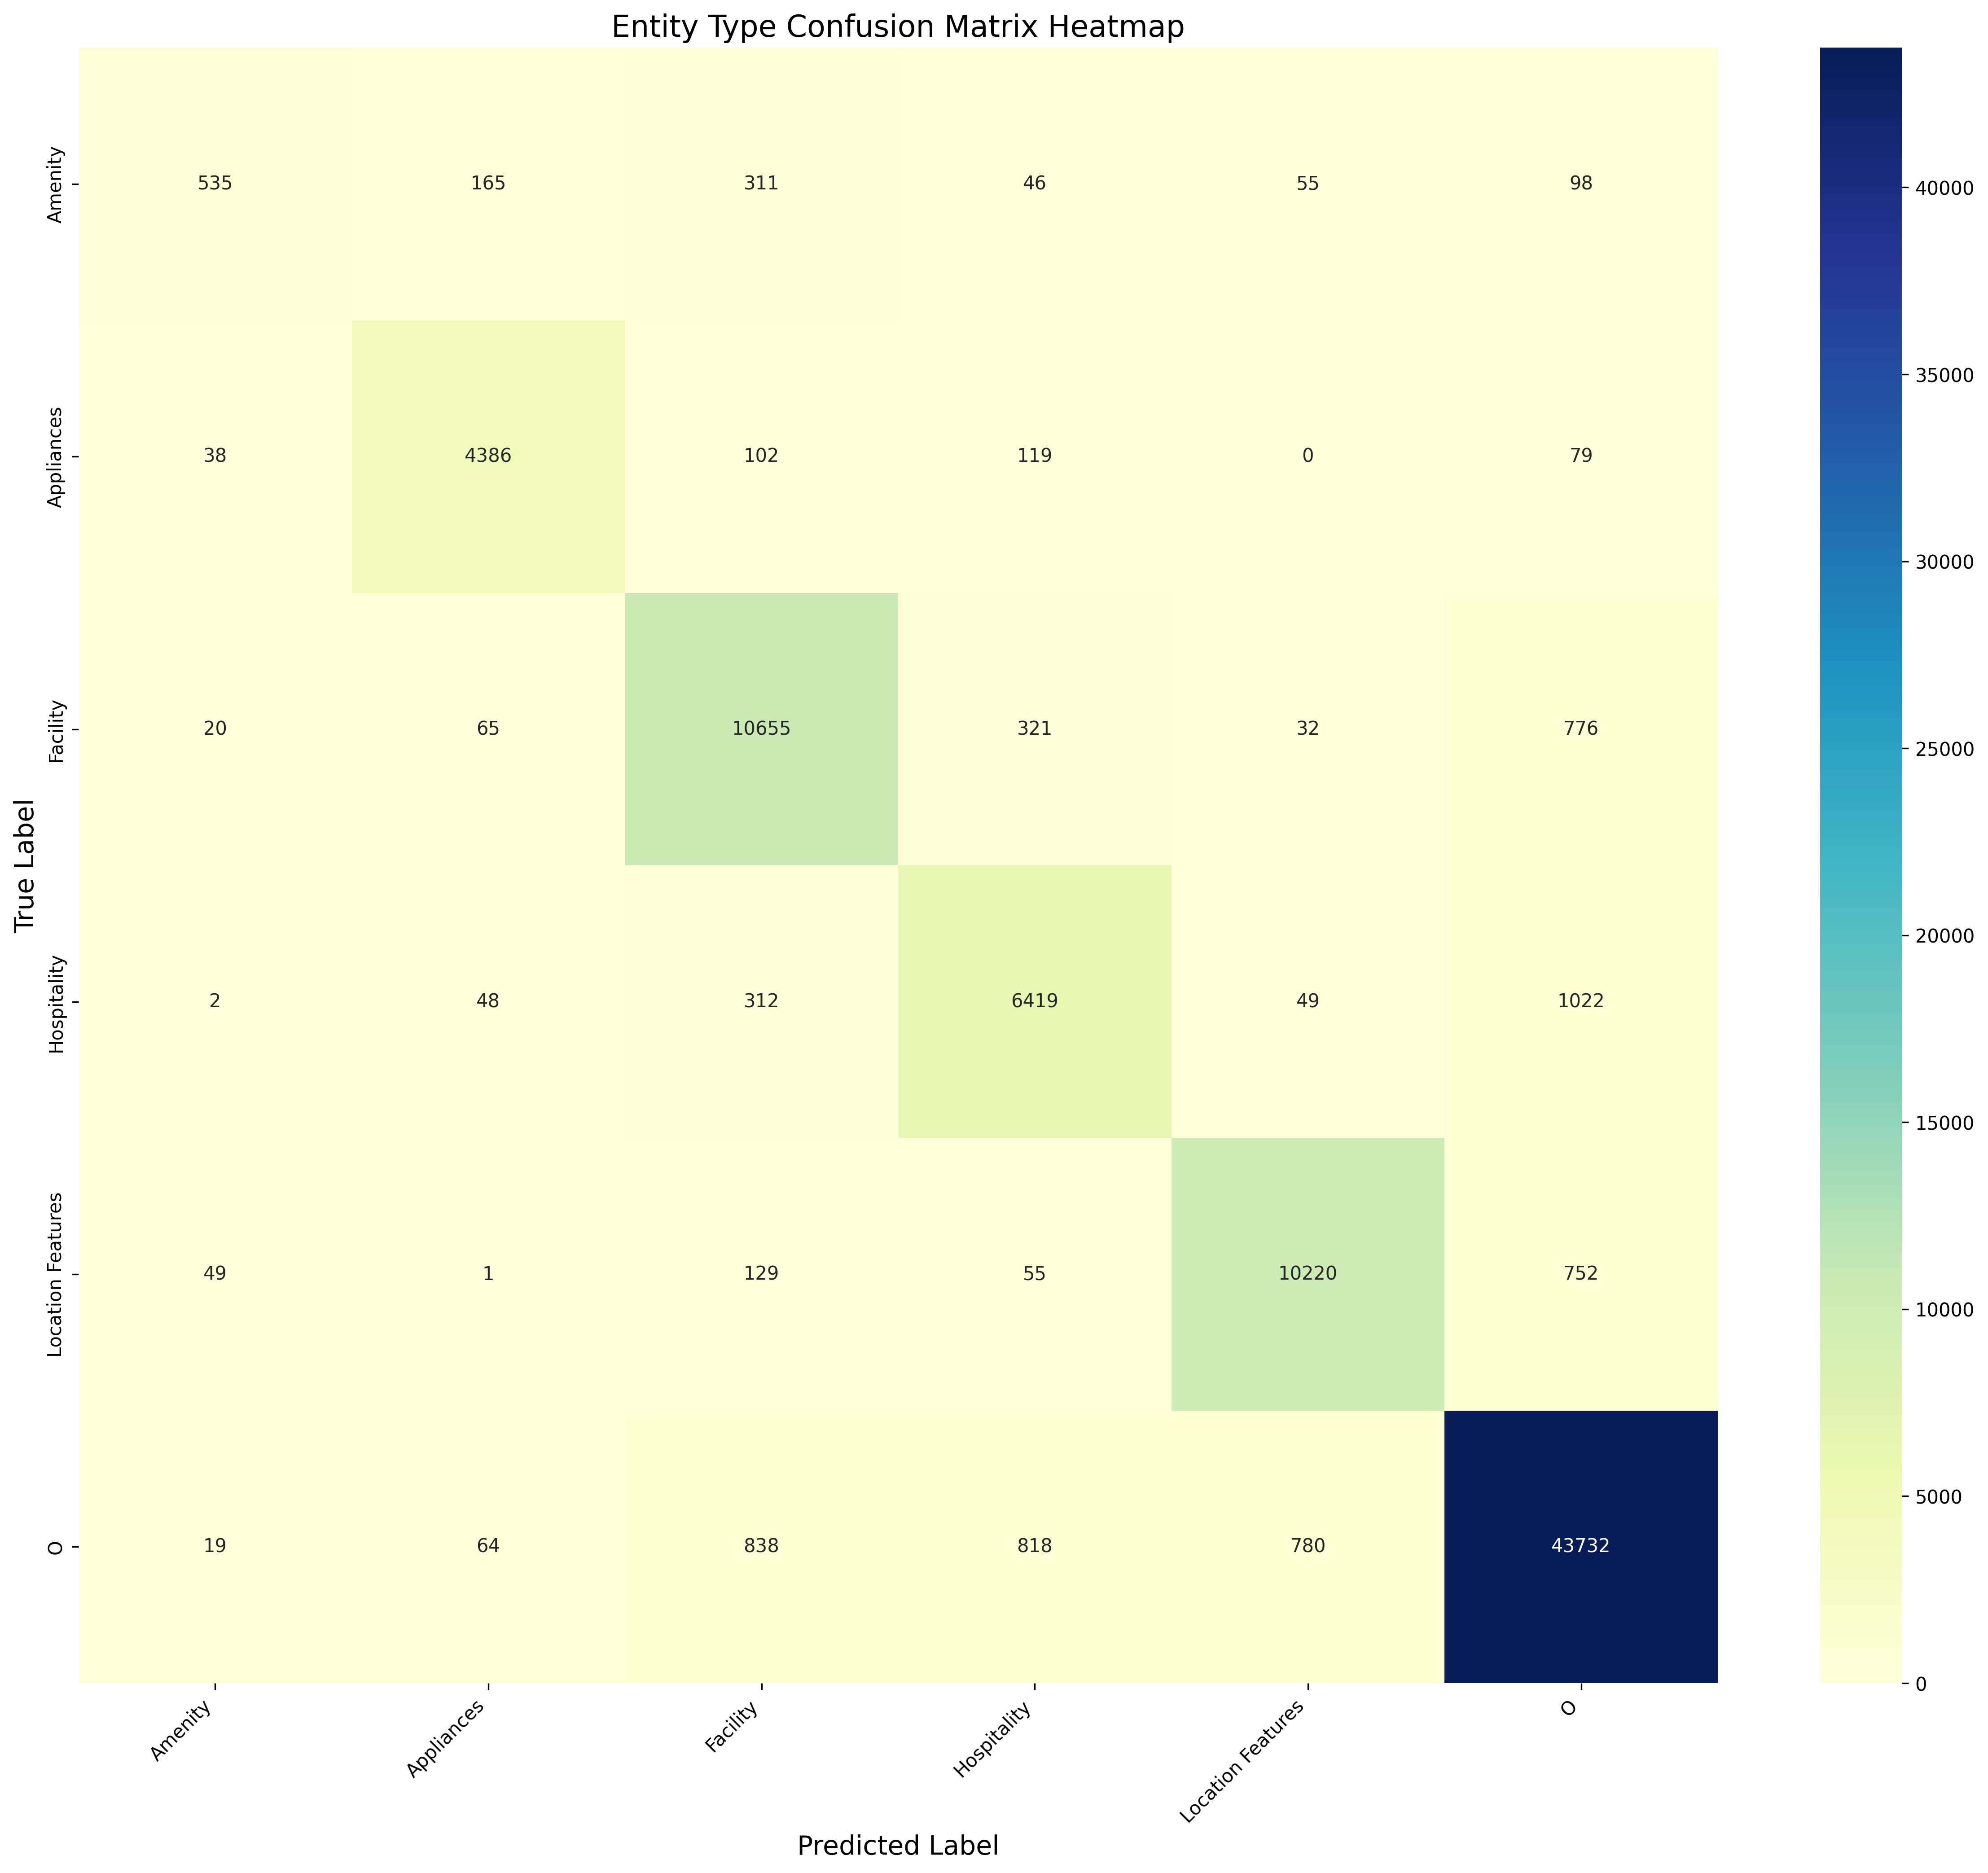 Entity Type Confusion Matrix Heatmap
True Label
Amenity
535 165 311 46 55 98
Appliances
38 4386 102 119 0 79
Facility
20 65 10655 321 32 776
Hospitality
2 48 312 6419 49 1022
Location Features
49 1 129 55 10220 752
O
19 64 838 818 780 43732
Amenity
Appliances
Facility
Hospitality
Location Features
O
Predicted Label
40000
35000
30000
25000
20000
15000
10000
5000
0